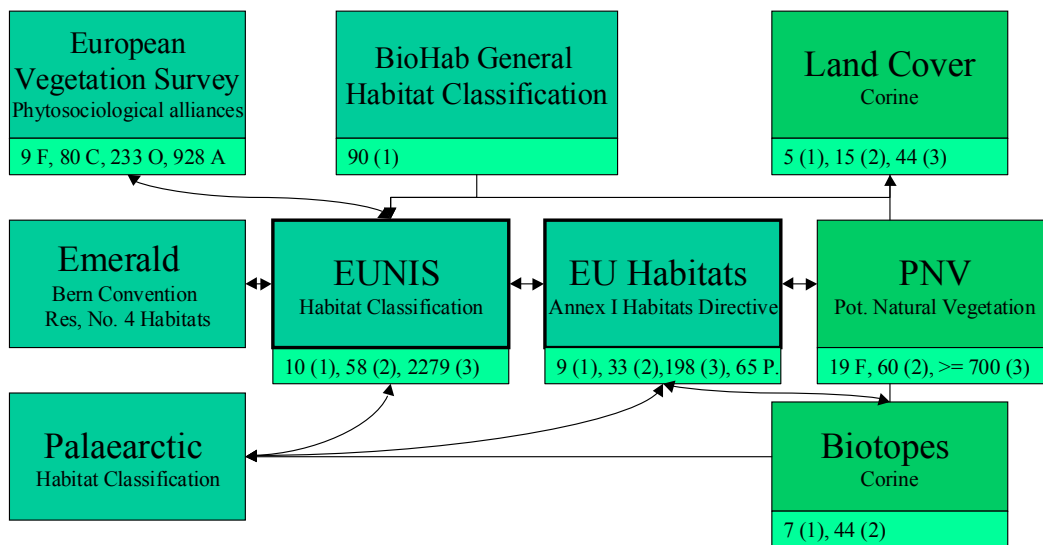 European
Vegetation Survey
Phytosociological alliances
9 F, 80 C, 233 O, 928 A
BioHab General
Habitat Classification
90 (1)
Land Cover
Corine
5 (1), 15 (2), 44 (3)
Emerald
Bern Convention
Res, No. 4 Habitats
EUNIS
Habitat Classification
10 (1), 58 (2), 2279 (3)
EU Habitats
Annex I Habitats Directive
9 (1), 33 (2),198 (3), 65 P.
PNV
Pot. Natural Vegetation
19 F, 60 (2), >= 700 (3)
Palaearctic
Habitat Classification
Biotopes
Corine
7 (1), 44 (2)